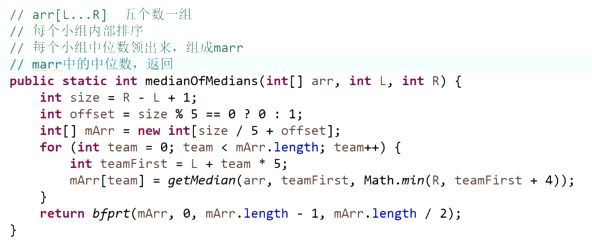 // arr[L...R]  五个数一组
// 每个小组内部排序
// 每个小组中位数领出来，组成marr
// marr中的中位数，返回
public static int medianOfMedians(int[] arr, int L, int R) {
    int size = R - L + 1;
    int offset = size % 5 == 0 ? 0 : 1;
    int[] mArr = new int[size / 5 + offset];
    for (int team = 0; team < mArr.length; team++) {
        int teamFirst = L + team * 5;
        mArr[team] = getMedian(arr, teamFirst, Math.min(R, teamFirst + 4));
    }
    return bfprt(mArr, 0, mArr.length - 1, mArr.length / 2);
}